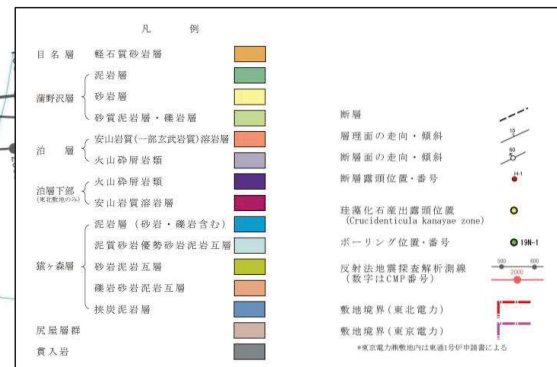 凡 例
目名層 軽石質砂岩層
蒲野沢層
泥岩層
砂岩層
砂質泥岩層・礫岩層
泊 層
安山岩質(一部玄武岩質)溶岩層
火山砕屑岩類
泊層下部
(東北敷地のみ)
火山砕屑岩類
安山岩質溶岩層
猿ヶ森層
泥岩層(砂岩・礫岩含む)
泥質砂岩優勢砂岩泥岩互層
砂岩泥岩互層
礫岩砂岩泥岩互層
挟炭泥岩層
尻屋層群
貫入岩
断層
層理面の走向・傾斜
10
断層面の走向・傾斜
60
断層露頭位置・番号
H-1
珪藻化石産出露頭位置
(Crucidenticula kanayae zone)
ボーリング位置・番号
19N-1
反射法地震探査解析測線
(数字はCMP番号)
500 600
2000
敷地境界(東北電力)
敷地境界(東京電力)
*東京電力㈱敷地内は東通1号炉申請書による